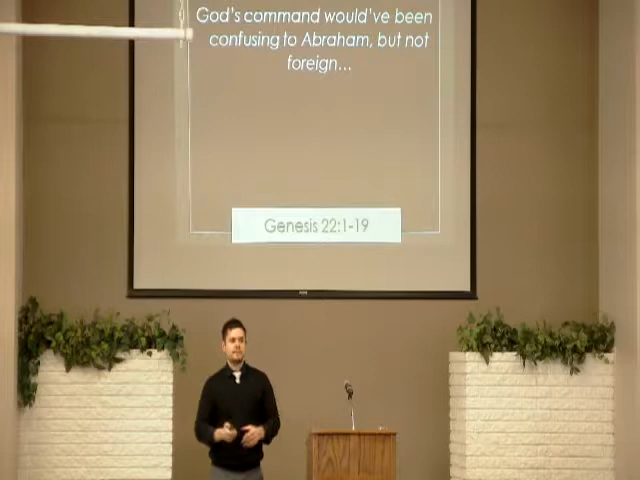 God's command would've been
confusing to Abraham, but not
foreign...
Genesis 22:1-19